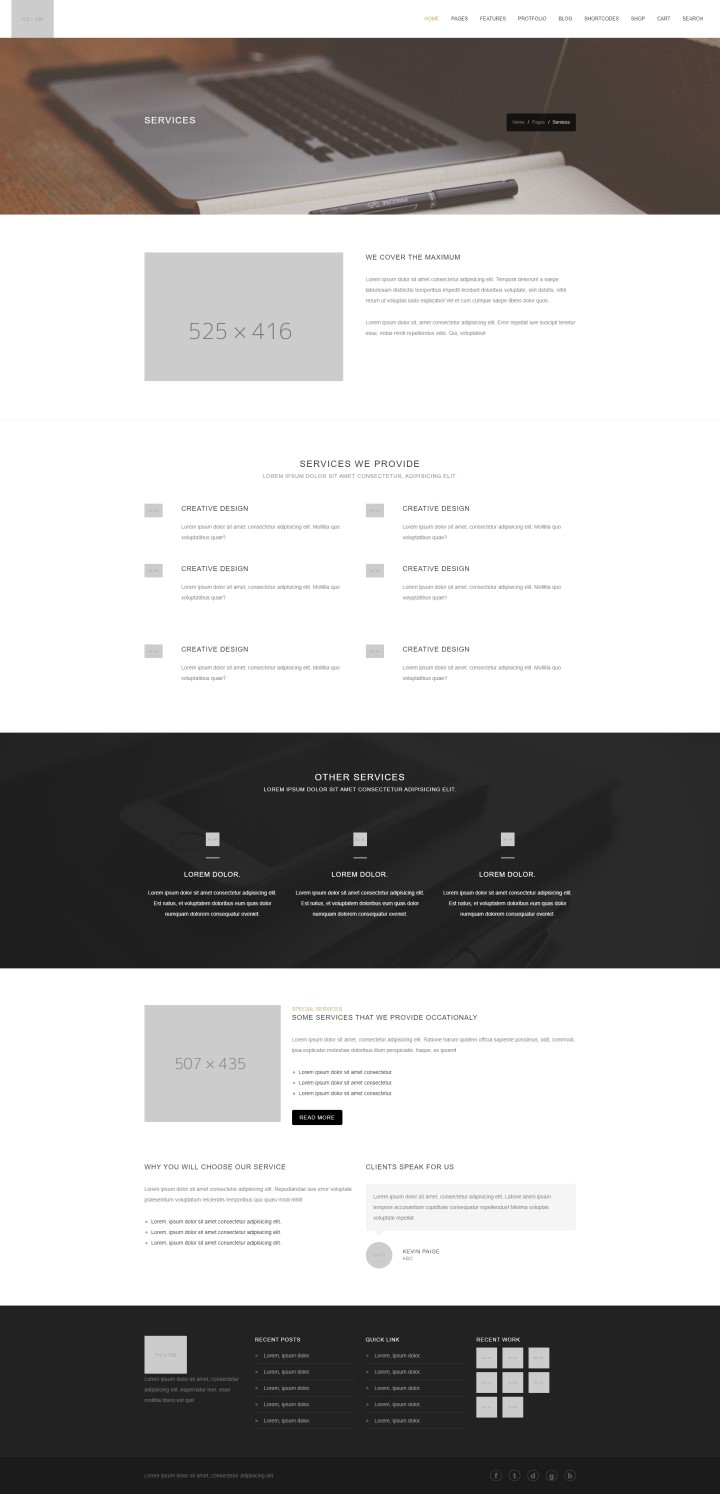 112 × 100
HOME PAGES FEATURES PROTFOLIO BLOG SHORTCODES SHOP CART SEARCH
SERVICES
Home / Pages / Services
525 × 416
WE COVER THE MAXIMUM
Lorem ipsum dolor sit amet consectetur adipisicing elit. Tempora deserunt a saepe
laboriosam distinctio temporibus impedit incidunt doloribus voluptate, sint debitis, nihil
rerum ut voluptas iusto explicabo! Vel et cum cumque saepe libero dolor quos.
Lorem ipsum dolor sit, amet consectetur adipisicing elit. Error repellat iure suscipit tenetur
esse, nobis modi repellendus odio. Qui, voluptates!
SERVICES WE PROVIDE
LOREM IPSUM DOLOR SIT AMET CONSECTETUR, ADIPISICING ELIT
CREATIVE DESIGN
Lorem ipsum dolor sit amet, consectetur adipisicing elit. Mollitia quo
voluptatibus quae?
CREATIVE DESIGN
Lorem ipsum dolor sit amet, consectetur adipisicing elit. Mollitia quo
voluptatibus quae?
CREATIVE DESIGN
Lorem ipsum dolor sit amet, consectetur adipisicing elit. Mollitia quo
voluptatibus quae?
CREATIVE DESIGN
Lorem ipsum dolor sit amet, consectetur adipisicing elit. Mollitia quo
voluptatibus quae?
CREATIVE DESIGN
Lorem ipsum dolor sit amet, consectetur adipisicing elit. Mollitia quo
voluptatibus quae?
CREATIVE DESIGN
Lorem ipsum dolor sit amet, consectetur adipisicing elit. Mollitia quo
voluptatibus quae?
OTHER SERVICES
LOREM IPSUM DOLOR SIT AMET CONSECTETUR ADIPISICING ELIT.
LOREM DOLOR.
Lorem ipsum dolor sit amet consectetur adipisicing elit.
Est natus, et voluptatem doloribus eum quas dolor
numquam dolorem consequatur eveniet.
LOREM DOLOR.
Lorem ipsum dolor sit amet consectetur adipisicing elit.
Est natus, et voluptatem doloribus eum quas dolor
numquam dolorem consequatur eveniet.
LOREM DOLOR.
Lorem ipsum dolor sit amet consectetur adipisicing elit.
Est natus, et voluptatem doloribus eum quas dolor
numquam dolorem consequatur eveniet.
507 × 435
SPECIAL SERVICES
SOME SERVICES THAT WE PROVIDE OCCATIONALY
Lorem ipsum dolor sit amet, consectetur adipisicing elit. Ratione harum quidem officia sapiente possimus, odit, commodi,
ipsa explicabo molestiae doloribus illum perspiciatis. Itaque, ex ipsam!
Lorem ipsum dolor sit amet consectetur.
Lorem ipsum dolor sit amet consectetur.
Lorem ipsum dolor sit amet consectetur.
READ MORE
WHY YOU WILL CHOOSE OUR SERVICE
Lorem ipsum dolor sit amet consectetur adipisicing elit. Repudiandae iure error voluptate
praesentium voluptatum reiciendis temporibus quo quasi modi nihil!
Lorem, ipsum dolor sit amet consectetur adipisicing.
Lorem, ipsum dolor sit amet consectetur adipisicing elit.
Lorem, ipsum dolor sit amet consectetur adipisicing elit.
CLIENTS SPEAK FOR US
Lorem ipsum dolor sit amet consectetur adipisicing elit. Labore animi ipsam
tempore accusantium cupiditate consequatur repellendus! Minima voluptas
voluptate repellat.
KEVIN PAIGE
ABC
112 × 100
Lorem ipsum dolor sit amet, consectetur
adipisicing elit. Aspernatur non, esse
mollitia libero est quil
RECENT POSTS
Lorem, ipsum dolor.
Lorem, ipsum dolor.
Lorem, ipsum dolor.
Lorem, ipsum dolor.
Lorem, ipsum dolor.
QUICK LINK
Lorem, ipsum dolor.
Lorem, ipsum dolor.
Lorem, ipsum dolor.
Lorem, ipsum dolor.
Lorem, ipsum dolor.
RECENT WORK
Lorem ipsum dolor sit amet, consectetur adipisicing elit
f t d g b